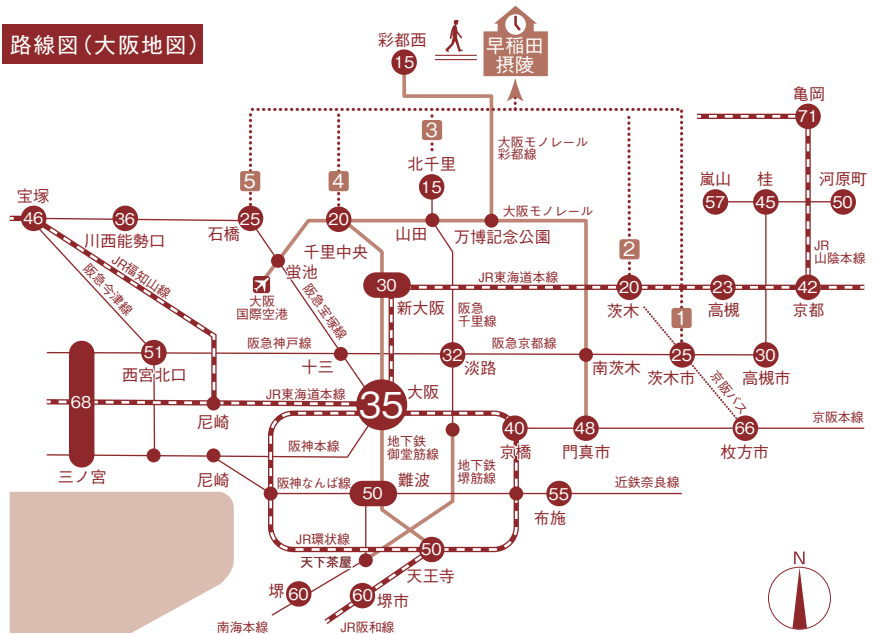 路線図(大阪地図)
彩都西
15
早稲田
摂陵
亀岡
71
3
大阪モノレール
彩都線
北千里
15
5
4
嵐山
57
桂
45
河原町
50
宝塚
46
36
川西能勢口
25
石橋
20
千里中央
山田
万博記念公園
大阪モノレール
2
JR
山陰本線
蛍池
大阪
国際空港
JR福知山線
阪急今津線
阪急宝塚線
30
新大阪
JR東海道本線
20
茨木
23
高槻
42
京都
阪急
千里線
1
阪急神戸線
阪急京都線
51
西宮北口
十三
32
淡路
南茨木
25
茨木市
30
高槻市
京阪バス
68
三ノ宮
JR東海道本線
尼崎
35
大阪
40
京橋
48
門真市
66
枚方市
京阪本線
阪神本線
地下鉄
御堂筋線
尼崎
阪神なんば線
50
難波
地下鉄
堺筋線
55
布施
近鉄奈良線
JR環状線
天下茶屋
50
天王寺
堺
60
60
堺市
南海本線
JR阪和線
N